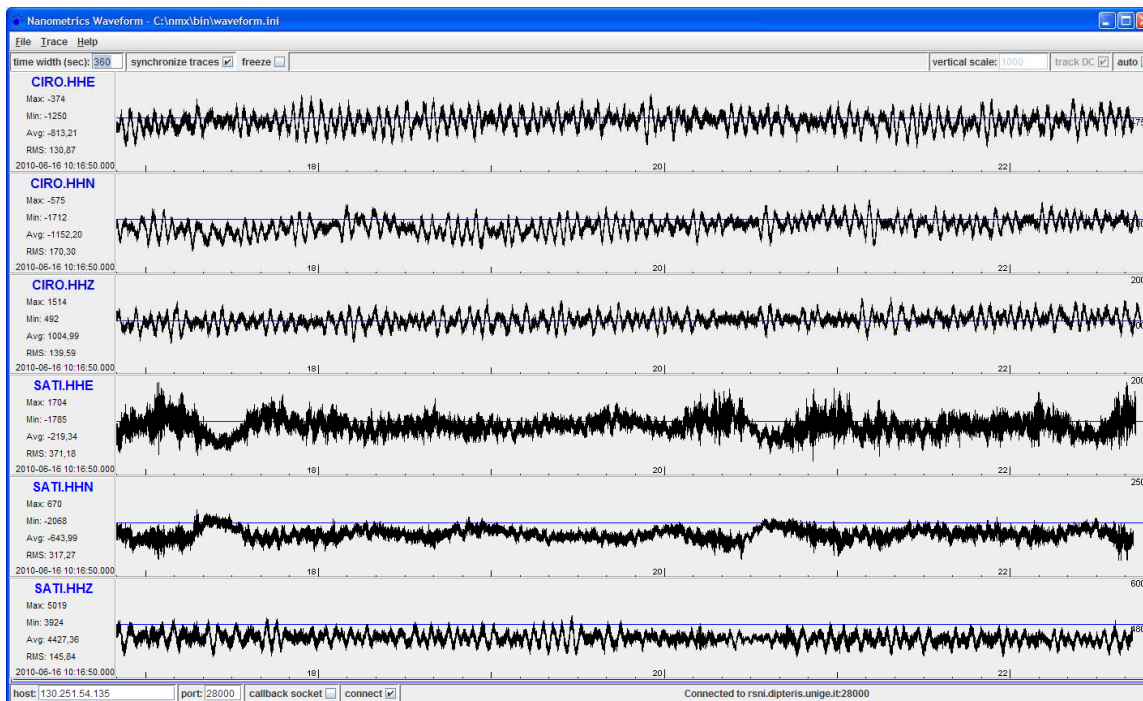 Nanometrics Waveform - C:\nmx\bin\waveform.ini
File Trace Help
time width (sec): 360 synchronize traces freeze vertical scale: 1000 track DC auto
CIRO.HHE
Max: -374
Min: -1250
Avg: -813,21
RMS: 130,87
2010-06-16 10:16:50.000
18 20 22
CIRO.HHN
Max: -575
Min: -1712
Avg: -1152,20
RMS: 170,30
2010-06-16 10:16:50.000
18 20 22
CIRO.HHZ
200
Max: 1514
Min: 492
Avg: 1004,99
RMS: 139,59
2010-06-16 10:16:50.000
18 20 22
SATI.HHE
200
Max: 1704
Min: -1785
Avg: -219,34
RMS: 371,18
2010-06-16 10:16:50.000
18 20 22
SATI.HHN
250
Max: 670
Min: -2068
Avg: -643,99
RMS: 317,27
2010-06-16 10:16:50.000
18 20 22
SATI.HHZ
600
Max: 5019
Min: 3924
Avg: 4427,36
RMS: 145,84
2010-06-16 10:16:50.000
18 20 22
host: 130.251.54.135 port: 28000 callback socket connect Connected to rsni.dipteris.unige.it:28000